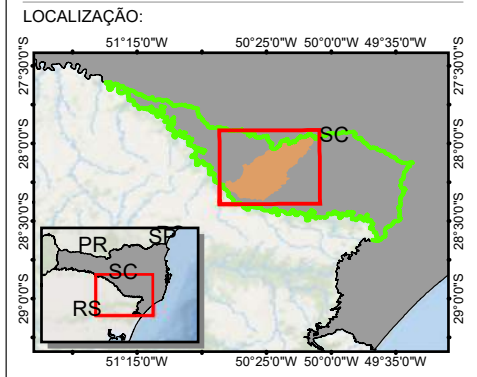 LOCALIZAÇÃO:
51°15'0"W 50°25'0"W 50°0'0"W 49°35'0"W
27°30'0"S 27°30'0"S
28°0'0"S 28°0'0"S
28°30'0"S 28°30'0"S
29°0'0"S 29°0'0"S
SC
PR SP
SC
RS
51°15'0"W 50°25'0"W 50°0'0"W 49°35'0"W